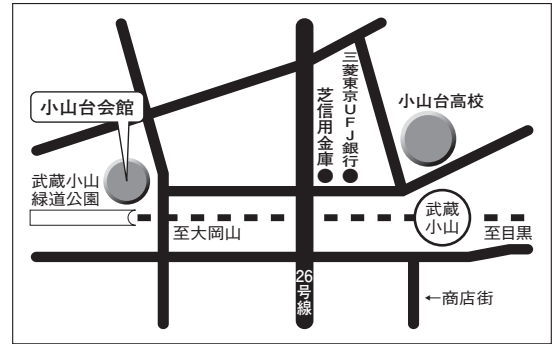 小山台会館
武蔵小山
緑道公園
至大岡山
26号線
芝信用金庫
三菱東京UFJ銀行
小山台高校
武蔵
小山
至目黒
←商店街